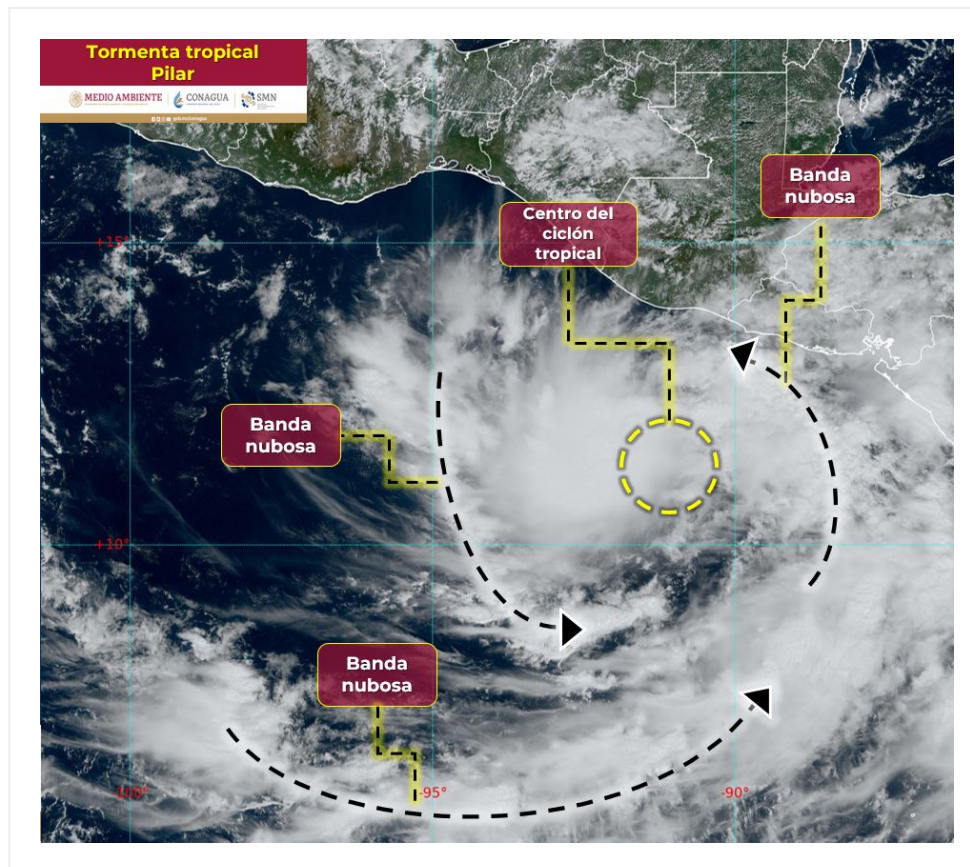 Tormenta tropical
Pilar
MEDIO AMBIENTE
CONAGUA
SMN
Banda
nubosa
Centro del
ciclón
tropical
+15°
Banda
nubosa
+10°
Banda
nubosa
-100°
-95°
-90°